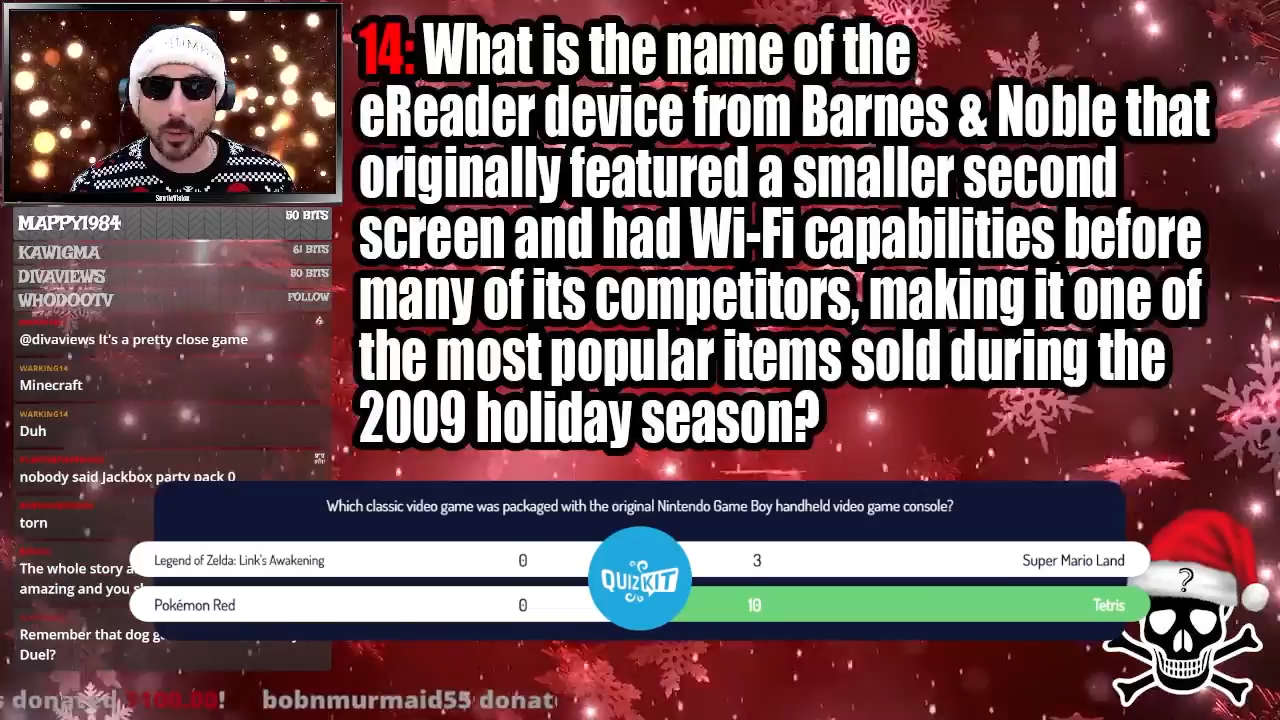 14: What is the name of the
eReader device from Barnes & Noble that
originally featured a smaller second
screen and had Wi-Fi capabilities before
many of its competitors, making it one of
the most popular items sold during the
2009 holiday season?
MAPPY1984 50 BITS
KAWIGMA 61 BITS
DIVAVIEWS 50 BITS
WHODOOTV FOLLOW
@divaviews It's a pretty close game
WARKING14
Minecraft
WARKING14
Duh
nobody said Jackbox party pack 0
torn
The whole story a
amazing and you s
Remember that dog g
Duel?
Which classic video game was packaged with the original Nintendo Game Boy handheld video game console?
Legend of Zelda: Link's Awakening 0
3 Super Mario Land
Pokémon Red 0
10 Tetris
QUIZKIT
?
s donated $100.00! bobnmurmaid55 donat